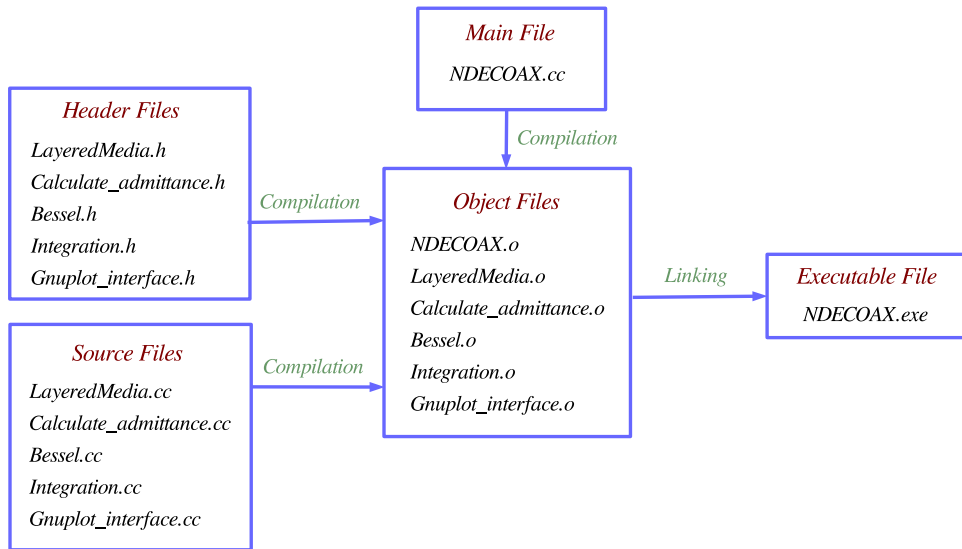 Main File
NDECOAX.cc
Compilation
Header Files
LayeredMedia.h
Calculate_admittance.h
Bessel.h
Integration.h
Gnuplot_interface.h
Compilation
Source Files
LayeredMedia.cc
Calculate_admittance.cc
Bessel.cc
Integration.cc
Gnuplot_interface.cc
Compilation
Object Files
NDECOAX.o
LayeredMedia.o
Calculate_admittance.o
Bessel.o
Integration.o
Gnuplot_interface.o
Linking
Executable File
NDECOAX.exe